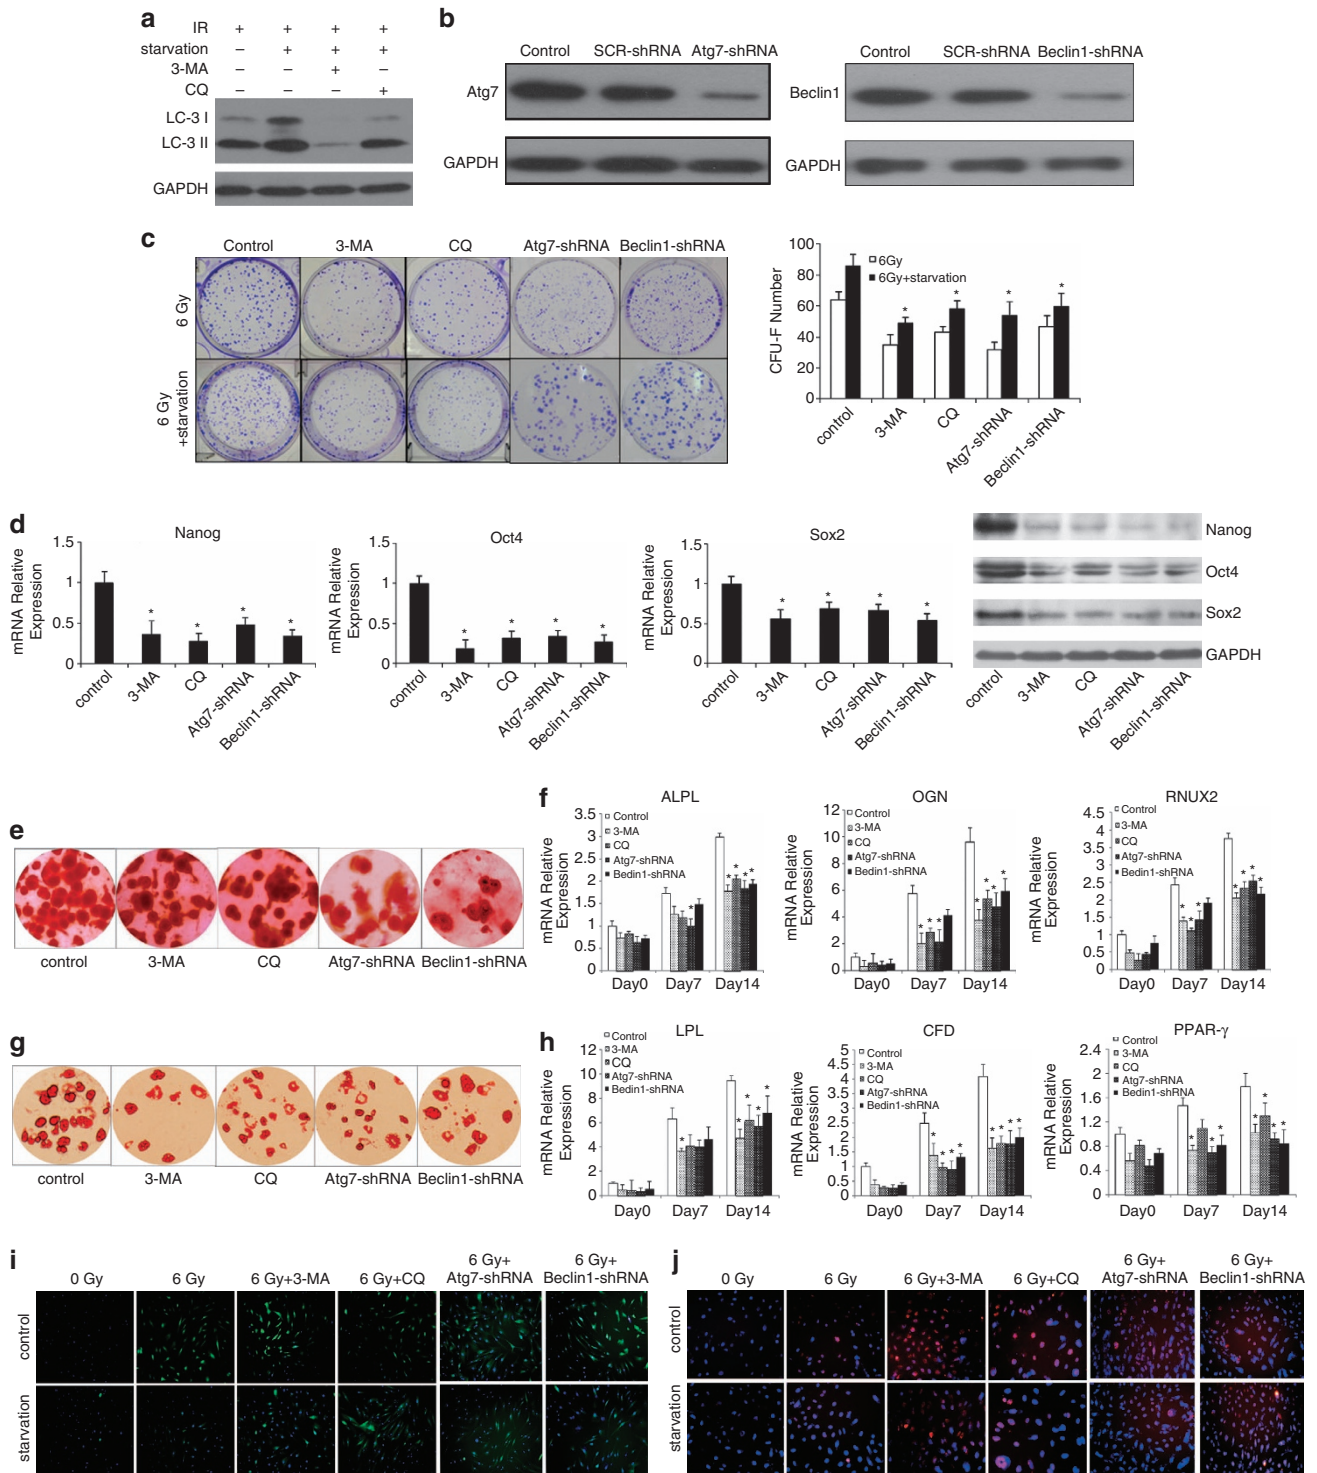 a
IR + + + +
starvation – + + +
3-MA – – + –
CQ – – – +
LC-3 I
LC-3 II
GAPDH
b
Control SCR-shRNA Atg7-shRNA
Atg7
GAPDH
Control SCR-shRNA Beclin1-shRNA
Beclin1
GAPDH
c
Control 3-MA CQ Atg7-shRNA Beclin1-shRNA
6 Gy
6 Gy
+starvation
CFU-F Number
100
80
60
40
20
0
6Gy
6Gy+starvation
* * * *
control 3-MA CQ Atg7-shRNA Beclin1-shRNA
d
Nanog
mRNA Relative
Expression
1.5
1
0.5
0
* * * *
control 3-MA CQ Atg7-shRNA Beclin1-shRNA
Oct4
mRNA Relative
Expression
1.5
1
0.5
0
* * * *
control 3-MA CQ Atg7-shRNA Beclin1-shRNA
Sox2
mRNA Relative
Expression
1.5
1
0.5
0
* * * *
control 3-MA CQ Atg7-shRNA Beclin1-shRNA
Nanog
Oct4
Sox2
GAPDH
control 3-MA CQ Atg7-shRNA Beclin1-shRNA
e
control 3-MA CQ Atg7-shRNA Beclin1-shRNA
f
ALPL
mRNA Relative
Expression
3.5
3
2.5
2
1.5
1
0.5
0
Control
3-MA
CQ
Atg7-shRNA
Bedin1-shRNA
* * * * *
Day0 Day7 Day14
OGN
mRNA Relative
Expression
12
10
8
6
4
2
0
Control
3-MA
CQ
Atg7-shRNA
Bedin1-shRNA
* * * * * * *
Day0 Day7 Day14
RNUX2
mRNA Relative
Expression
4.5
4
3.5
3
2.5
2
1.5
1
0.5
0
Control
3-MA
CQ
Atg7-shRNA
Bedin1-shRNA
* * * * * * *
Day0 Day7 Day14
g
control 3-MA CQ Atg7-shRNA Beclin1-shRNA
h
LPL
mRNA Relative
Expression
12
10
8
6
4
2
0
Control
3-MA
CQ
Atg7-shRNA
Bedin1-shRNA
* * * * *
Day0 Day7 Day14
CFD
mRNA Relative
Expression
5
4.5
4
3.5
3
2.5
2
1.5
1
0.5
0
Control
3-MA
CQ
Atg7-shRNA
Bedin1-shRNA
* * * * * * * *
Day0 Day7 Day14
PPAR-γ
mRNA Relative
Expression
2.4
2
1.6
1.2
0.8
0.4
0
Control
3-MA
CQ
Atg7-shRNA
Bedin1-shRNA
* * * * * * *
Day0 Day7 Day14
i
0 Gy 6 Gy 6 Gy+3-MA 6 Gy+CQ 6 Gy+ Atg7-shRNA 6 Gy+ Beclin1-shRNA
control
starvation
j
0 Gy 6 Gy 6 Gy+3-MA 6 Gy+CQ 6 Gy+ Atg7-shRNA 6 Gy+ Beclin1-shRNA
control
starvation